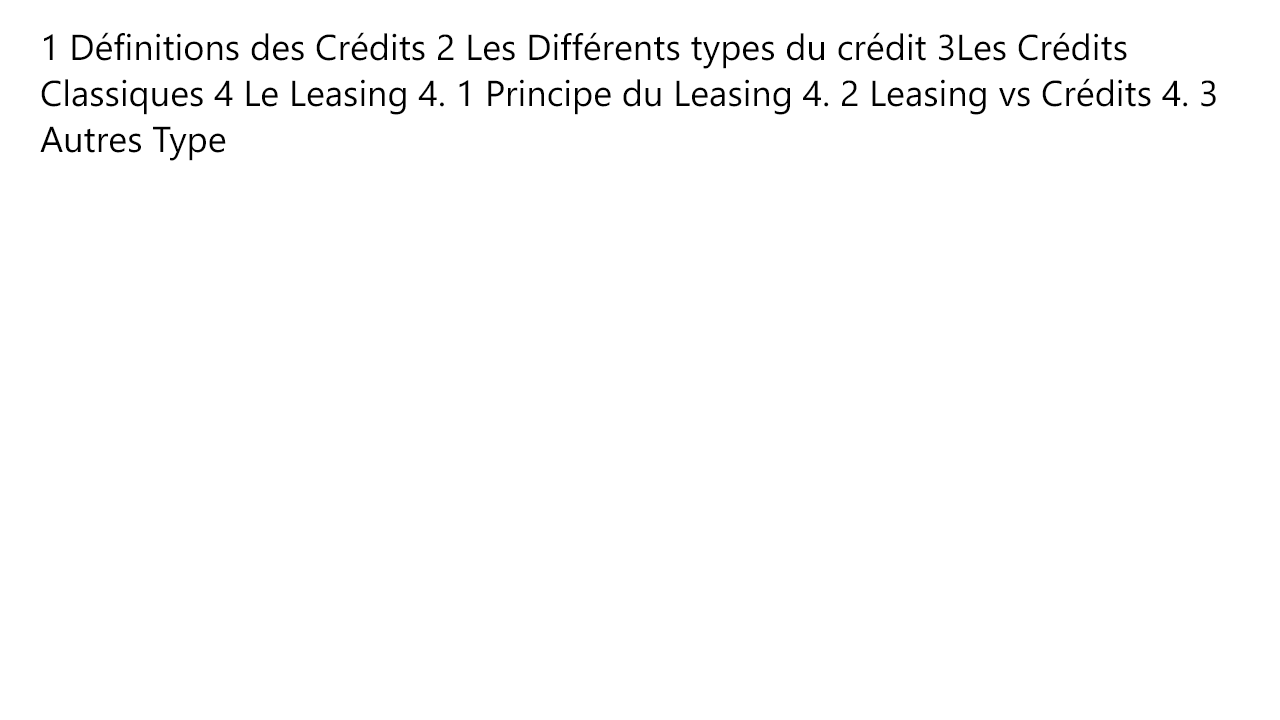 1 Définitions des Crédits 2 Les Différents types du crédit 3Les Crédits
Classiques 4 Le Leasing 4. 1 Principe du Leasing 4. 2 Leasing vs Crédits 4. 3
Autres Type